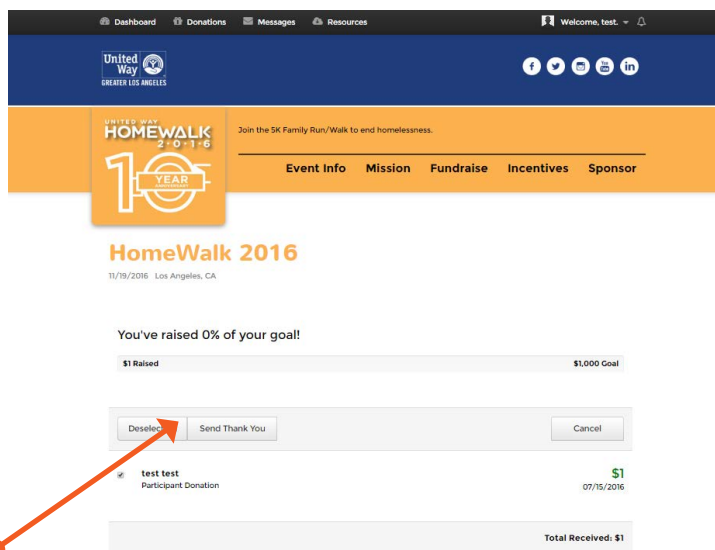 Dashboard Donations Messages Resources Welcome, test.
United
Way
GREATER LOS ANGELES
f You Tube in
UNITED WAY
HOMEWALK
2·0·1·6
10 YEAR
ANNIVERSARY
Join the 5K Family Run/Walk to end homelessness.
Event Info Mission Fundraise Incentives Sponsor
HomeWalk 2016
11/19/2016 Los Angeles, CA
You've raised 0% of your goal!
$1 Raised $1,000 Goal
Send Thank You Cancel
test test $1
Participant Donation 07/15/2016
Total Received: $1